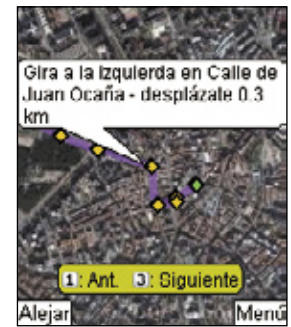 Gira a la izquierda en Calle de
Juan Ocaña - desplázate 0.3
km
1: Ant. 3: Siguiente
Alejar Menú